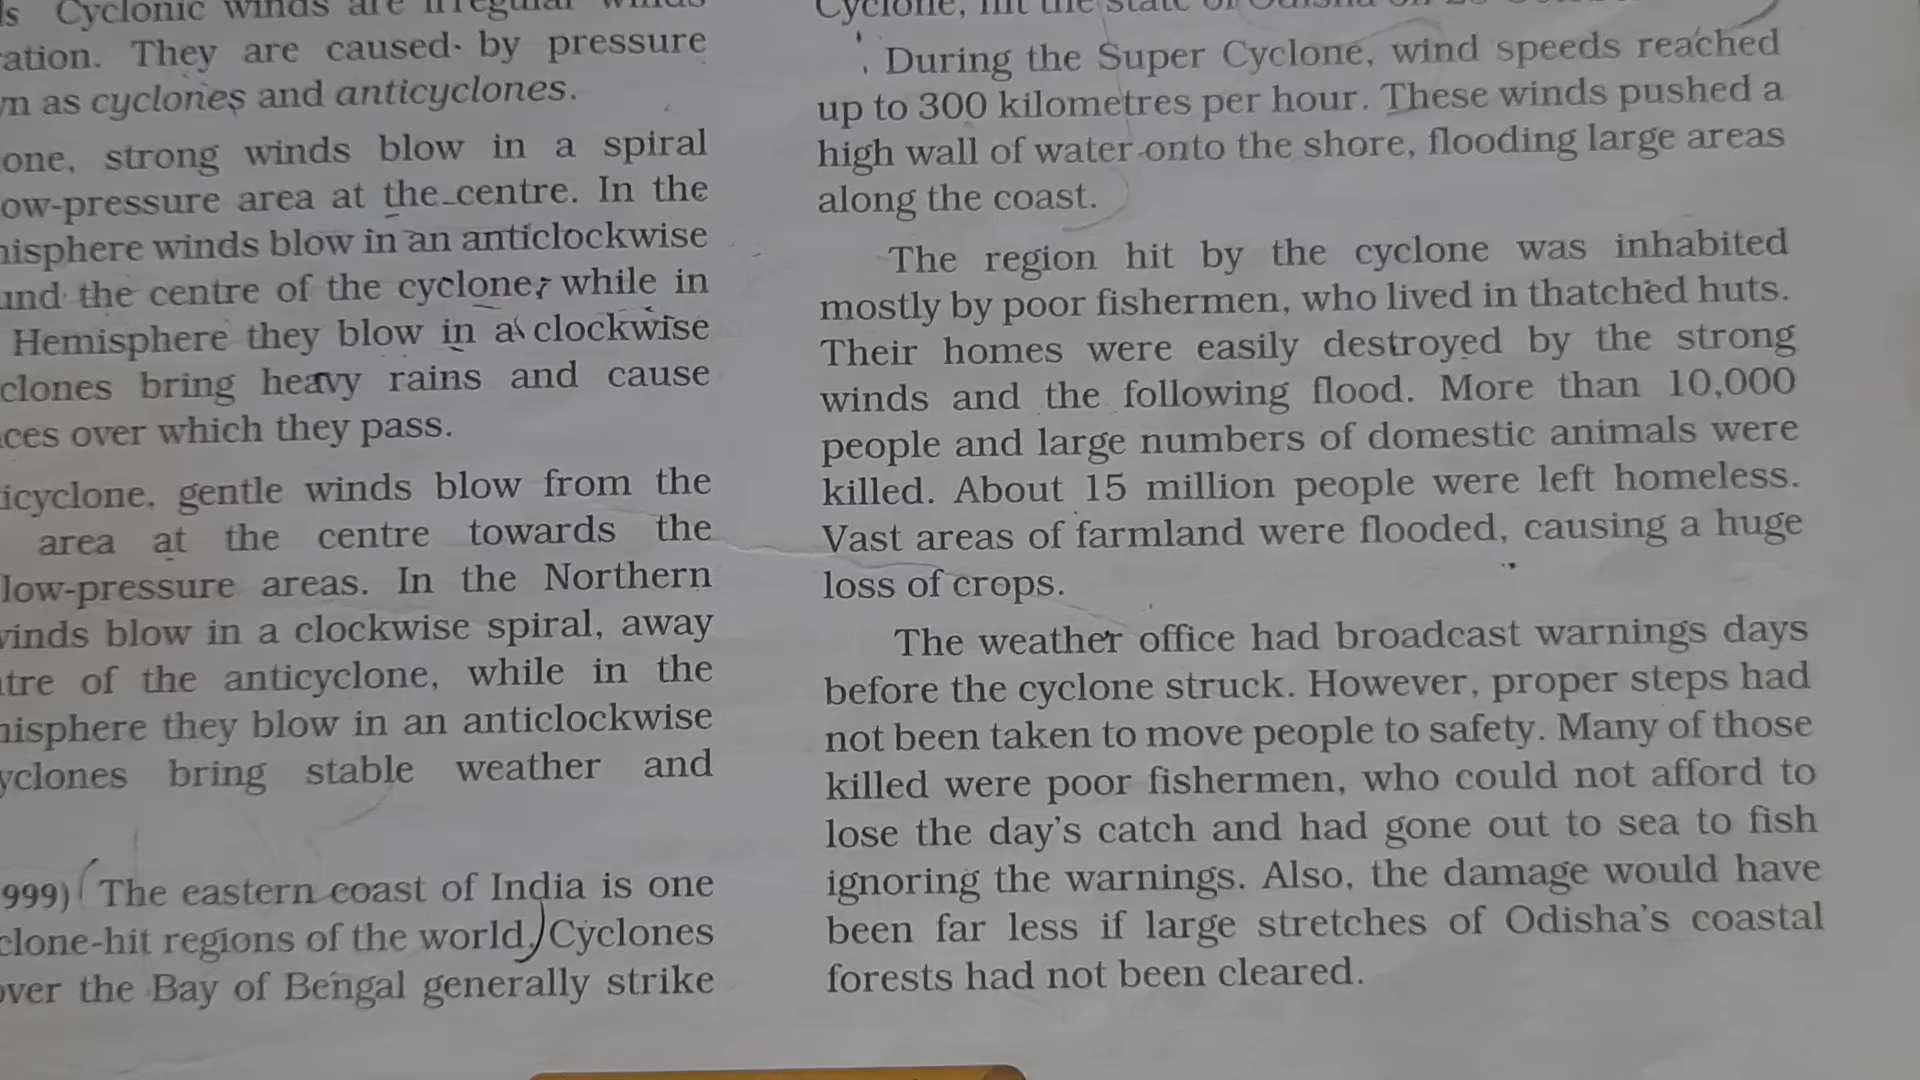 Cyclonic winds are irregular winds
They are caused by pressure
as cyclones and anticyclones.
strong winds blow in a spiral
ow-pressure area at the centre. In the
isphere winds blow in an anticlockwise
und the centre of the cyclone, while in
Hemisphere they blow in a clockwise
clones bring heavy rains and cause
ces over which they pass.
icyclone, gentle winds blow from the
area at the centre towards the
low-pressure areas. In the Northern
inds blow in a clockwise spiral, away
tre of the anticyclone, while in the
isphere they blow in an anticlockwise
yclones bring stable weather and
999) The eastern coast of India is one
clone-hit regions of the world. Cyclones
over the Bay of Bengal generally strike
Cyclone, hit the state of Odisha on
During the Super Cyclone, wind speeds reached
up to 300 kilometres per hour. These winds pushed a
high wall of water onto the shore, flooding large areas
along the coast.
The region hit by the cyclone was inhabited
mostly by poor fishermen, who lived in thatched huts.
Their homes were easily destroyed by the strong
winds and the following flood. More than 10,000
people and large numbers of domestic animals were
killed. About 15 million people were left homeless.
Vast areas of farmland were flooded, causing a huge
loss of crops.
The weather office had broadcast warnings days
before the cyclone struck. However, proper steps had
not been taken to move people to safety. Many of those
killed were poor fishermen, who could not afford to
lose the day's catch and had gone out to sea to fish
ignoring the warnings. Also, the damage would have
been far less if large stretches of Odisha's coastal
forests had not been cleared.